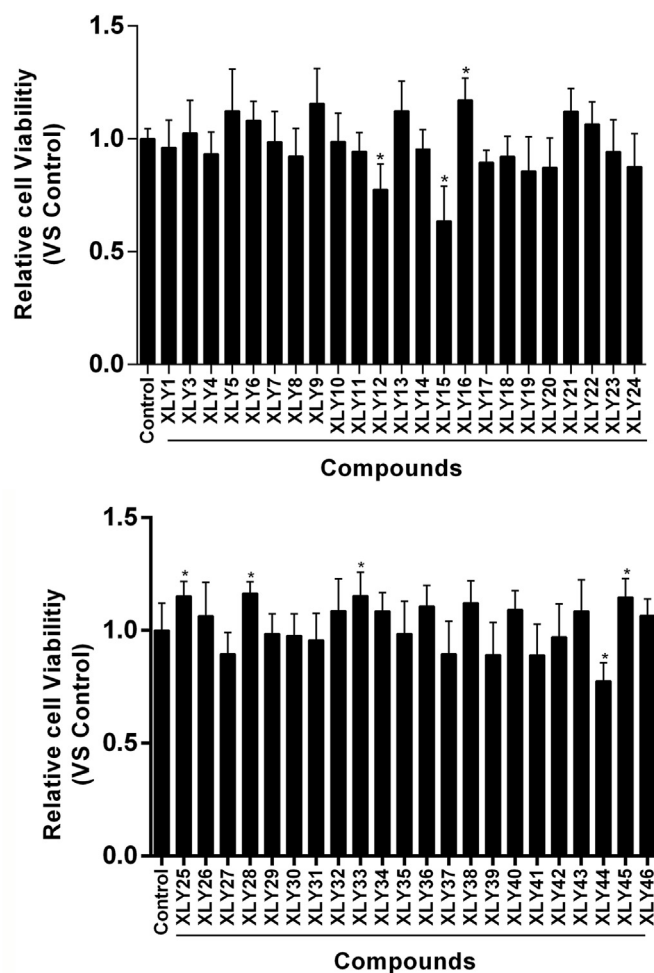 Relative cell Viabilitiy
(VS Control)
1.5
1.0
0.5
0.0
*
*
*
Control
XLY1
XLY3
XLY4
XLY5
XLY6
XLY7
XLY8
XLY9
XLY10
XLY11
XLY12
XLY13
XLY14
XLY15
XLY16
XLY17
XLY18
XLY19
XLY20
XLY21
XLY22
XLY23
XLY24
Compounds
Relative cell Viabilitiy
(VS Control)
1.5
1.0
0.5
0.0
*
*
*
*
*
Control
XLY25
XLY26
XLY27
XLY28
XLY29
XLY30
XLY31
XLY32
XLY33
XLY34
XLY35
XLY36
XLY37
XLY38
XLY39
XLY40
XLY41
XLY42
XLY43
XLY44
XLY45
XLY46
Compounds